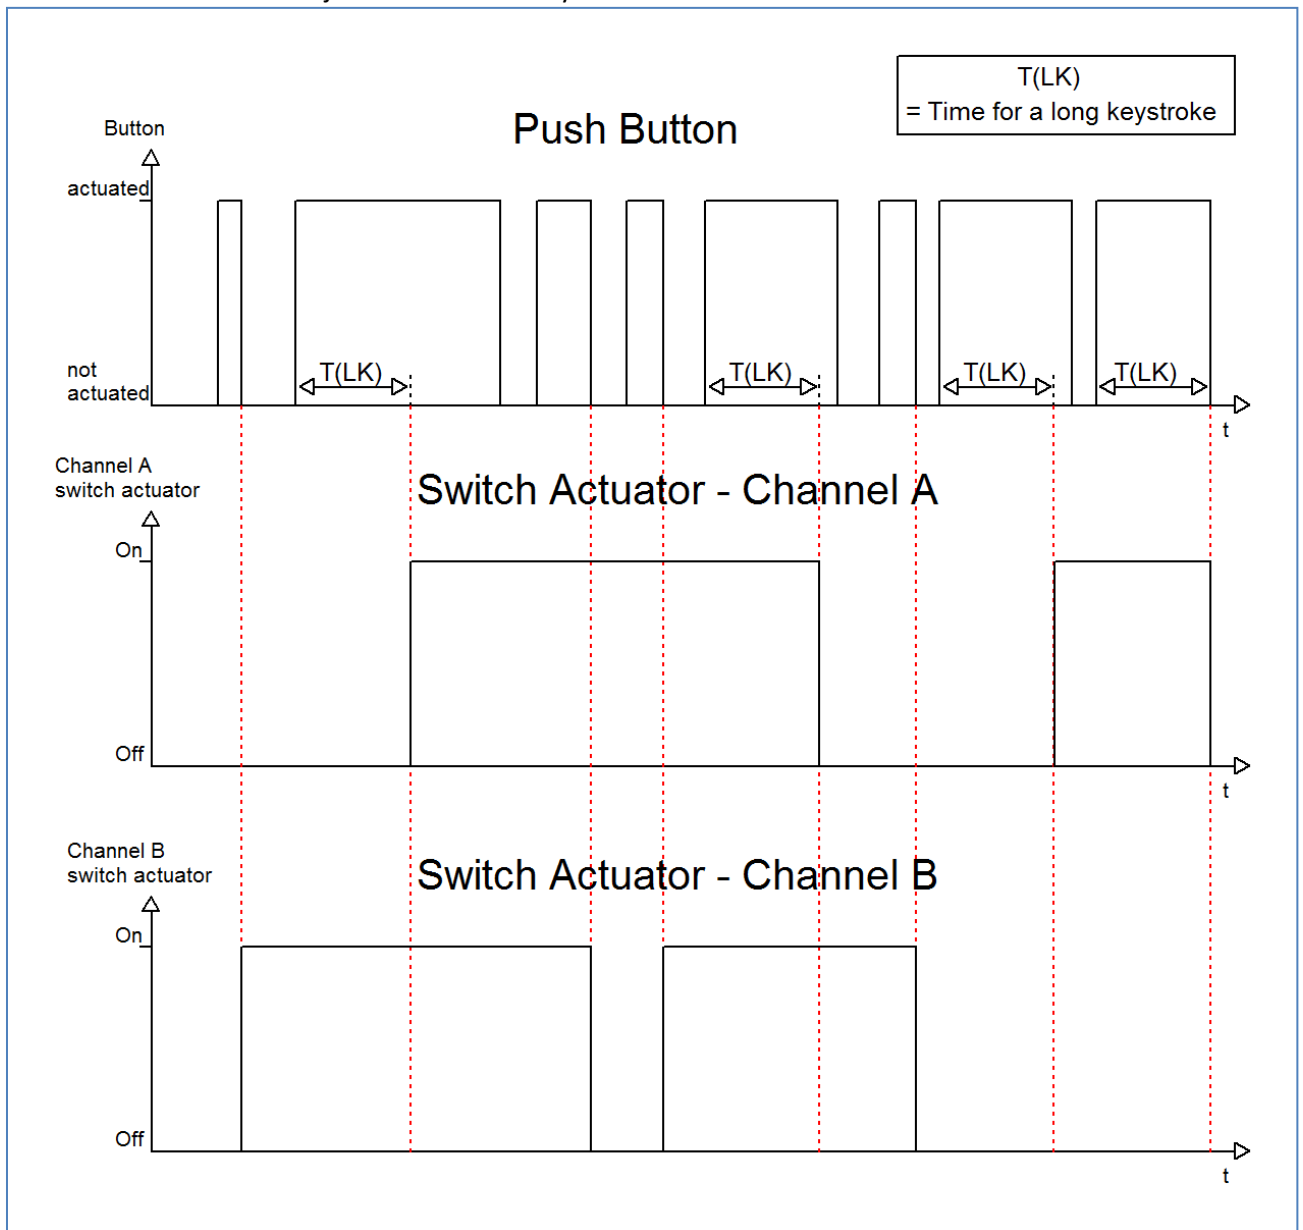 T(LK)
= Time for a long keystroke
Push Button
Button
actuated
not
actuated
T(LK)
T(LK)
T(LK)
T(LK)
t
Channel A
switch actuator
Switch Actuator - Channel A
On
Off
t
Channel B
switch actuator
Switch Actuator - Channel B
On
Off
t